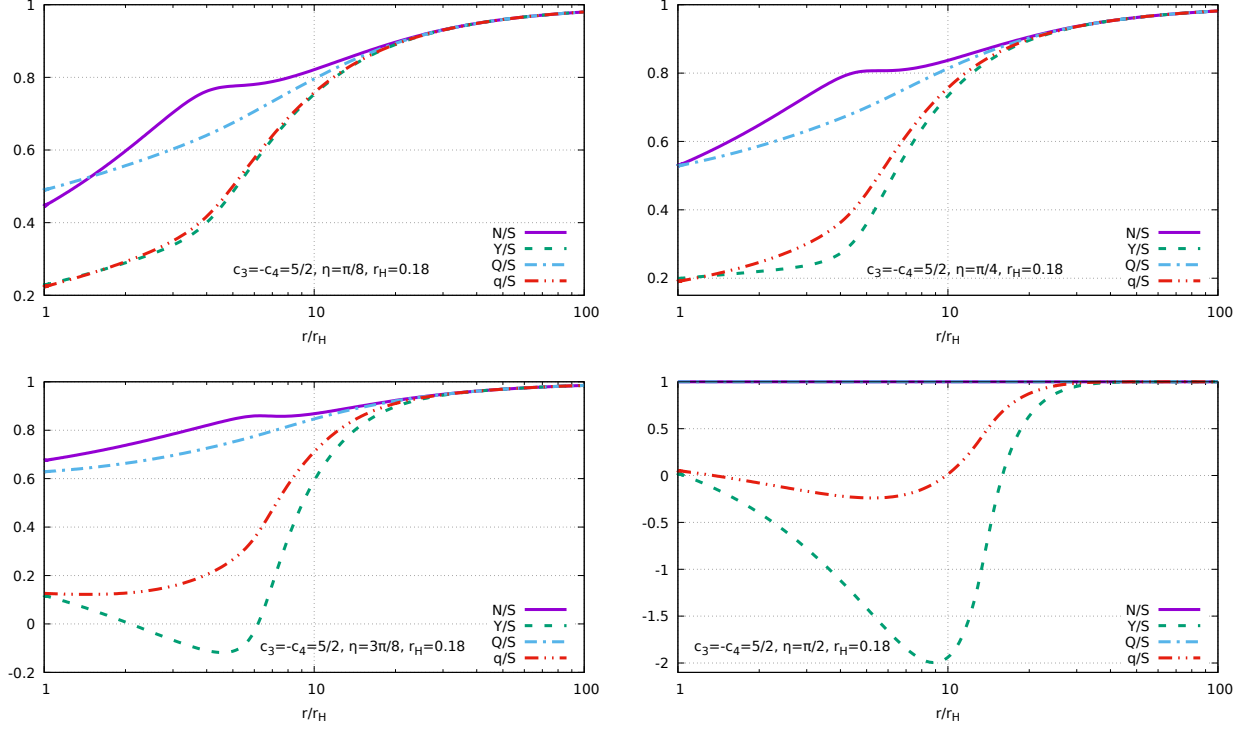 1
0.8
0.6
0.4
0.2
N/S
Y/S
Q/S
q/S
c3=-c4=5/2, η=π/8, rH=0.18
1 10 100
r/rH
1
0.8
0.6
0.4
0.2
N/S
Y/S
Q/S
q/S
c3=-c4=5/2, η=π/4, rH=0.18
1 10 100
r/rH
1
0.8
0.6
0.4
0.2
0
-0.2
N/S
Y/S
Q/S
q/S
c3=-c4=5/2, η=3π/8, rH=0.18
1 10 100
r/rH
1
0.5
0
-0.5
-1
-1.5
-2
N/S
Y/S
Q/S
q/S
c3=-c4=5/2, η=π/2, rH=0.18
1 10 100
r/rH